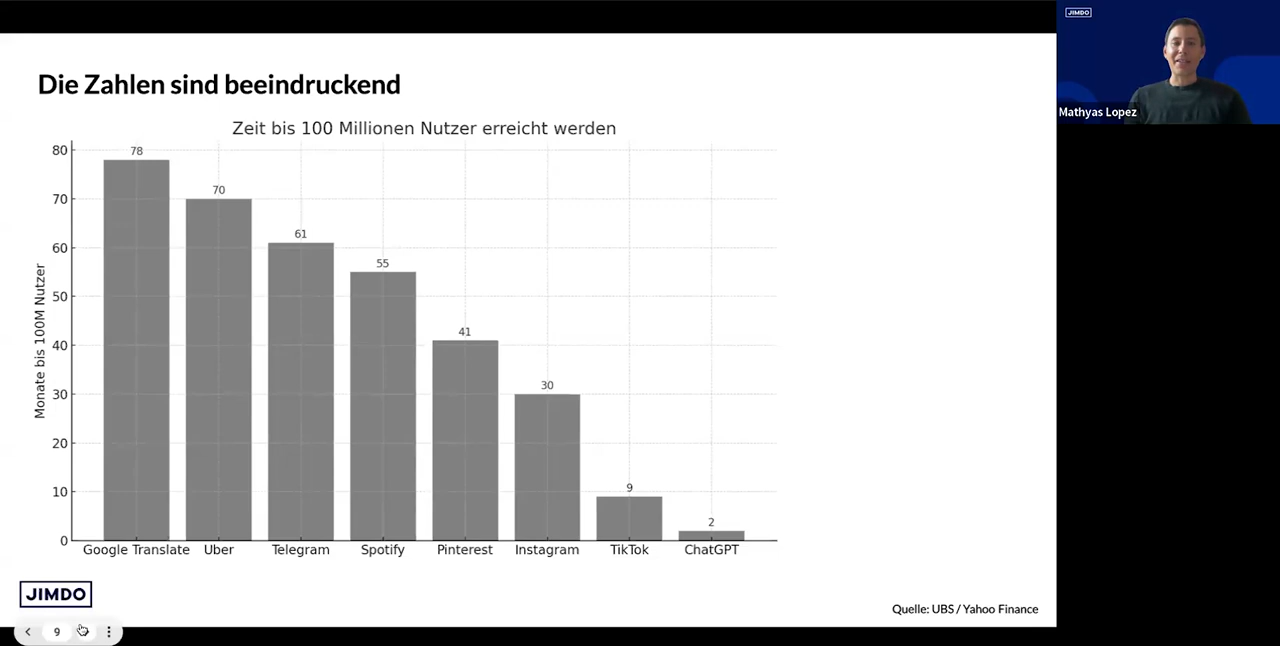 Die Zahlen sind beeindruckend
Zeit bis 100 Millionen Nutzer erreicht werden
Monate bis 100M Nutzer
80
70
60
50
40
30
20
10
0
78
70
61
55
41
30
9
2
Google Translate
Uber
Telegram
Spotify
Pinterest
Instagram
TikTok
ChatGPT
JIMDO
Quelle: UBS / Yahoo Finance
9
JIMDO
Mathyas Lopez